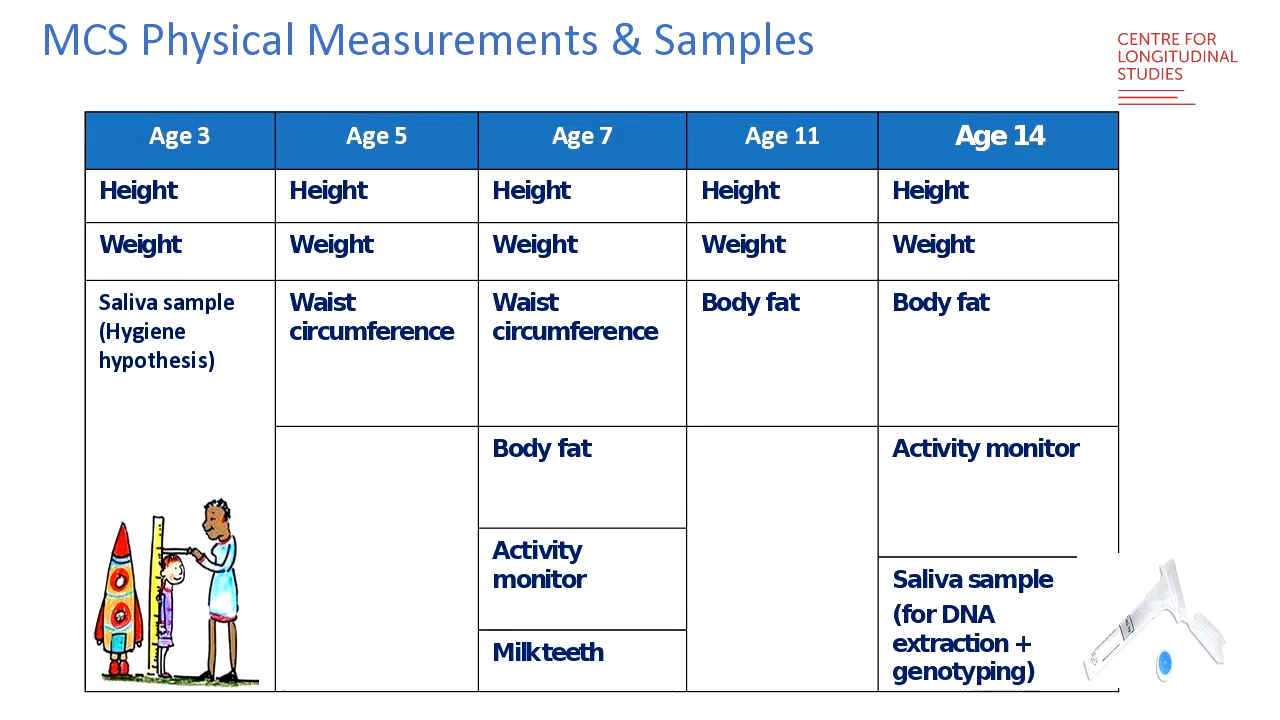 MCS Physical Measurements & Samples
CENTRE FOR
LONGITUDINAL
STUDIES
Age 3
Age 5
Age 7
Age 11
Age 14
Height
Height
Height
Height
Height
Weight
Weight
Weight
Weight
Weight
Saliva sample
(Hygiene
hypothesis)
Waist
circumference
Waist
circumference
Body fat
Body fat
Body fat
Activity monitor
Activity
monitor
Saliva sample
(for DNA
extraction +
genotyping)
Milk teeth